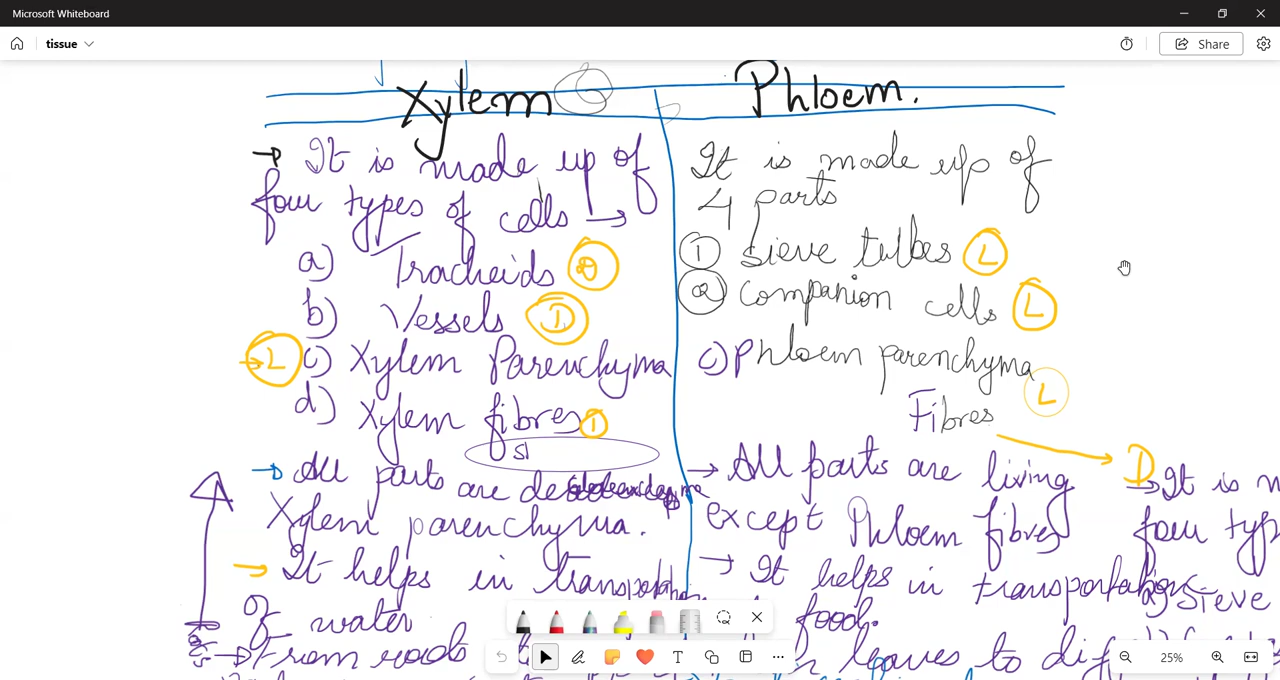 Microsoft Whiteboard
tissue
Share
Xylem
→ It is made up of
four types of cells →
a) Tracheids D
b) Vessels D
→ L c) Xylem Parenchyma
d) Xylem fibres D
→ All parts are dead except
Xylem parenchyma.
→ It helps in transportation
of water
→ From roots
Phloem.
It is made up of
4 parts
1 Sieve tubes L
2 Companion cells L
c) Phloem parenchyma
L
Fibres
D
→ All parts are living
except Phloem fibres
→ It helps in transportation
food.
leaves to
→ It is
four
a) Sieve
25%